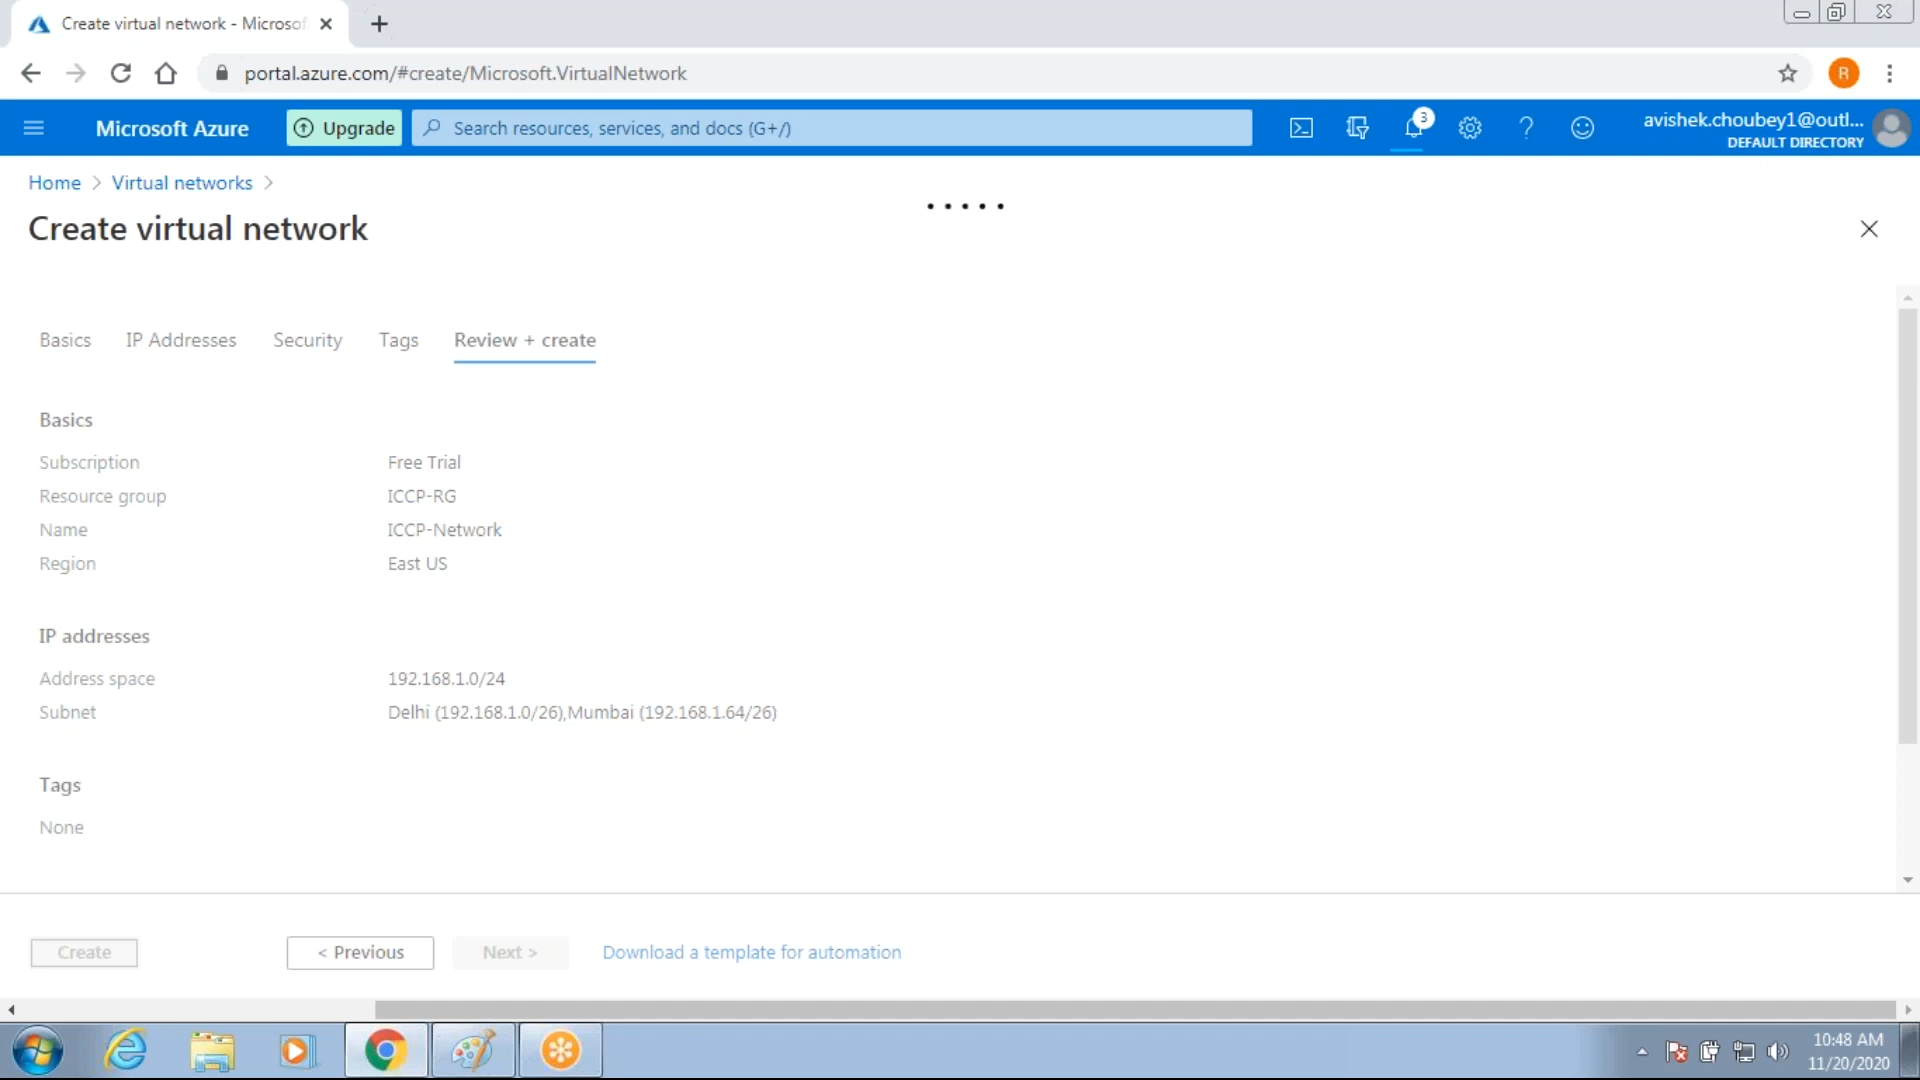 Create virtual network - Microsof
portal.azure.com/#create/Microsoft.VirtualNetwork
R
Microsoft Azure
Upgrade
Search resources, services, and docs (G+/)
3
avishek.choubey1@outl...
DEFAULT DIRECTORY
Home > Virtual networks >
Create virtual network
Basics IP Addresses Security Tags Review + create
Basics
Subscription Free Trial
Resource group ICCP-RG
Name ICCP-Network
Region East US
IP addresses
Address space 192.168.1.0/24
Subnet Delhi (192.168.1.0/26),Mumbai (192.168.1.64/26)
Tags
None
Create < Previous Next > Download a template for automation
10:48 AM
11/20/2020